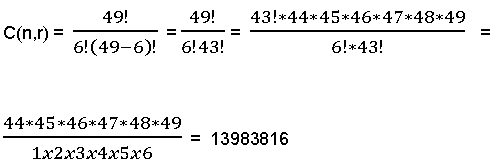 C(n,r) = 49! / 6!(49−6)! = 49! / 6!43! = 43!*44*45*46*47*48*49 / 6!*43! =
44*45*46*47*48*49 / 1x2x3x4x5x6 = 13983816